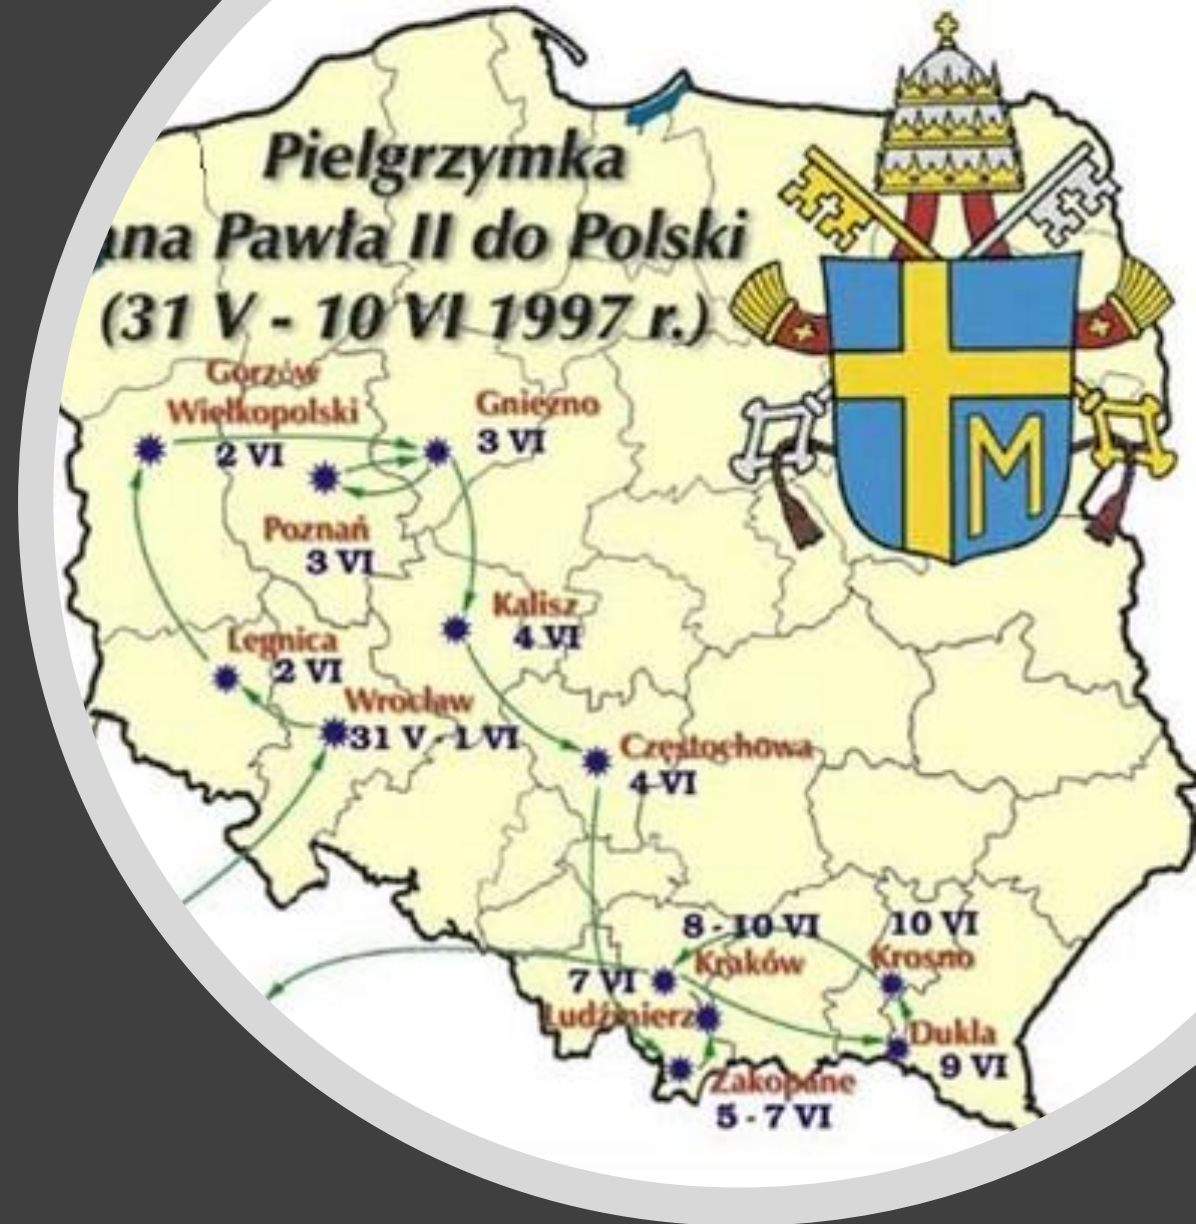 Pielgrzymka
ana Pawła II do Polski
(31 V - 10 VI 1997 r.)
Gorzów
Wielkopolski
2 VI
Gniezno
3 VI
Poznań
3 VI
Kalisz
4 VI
Legnica
2 VI
Wrocław
31 V - 1 VI
Częstochowa
4 VI
8 - 10 VI
Kraków
10 VI
Krosno
7 VI
Ludźmierz
Dukla
9 VI
Zakopane
5 - 7 VI
M